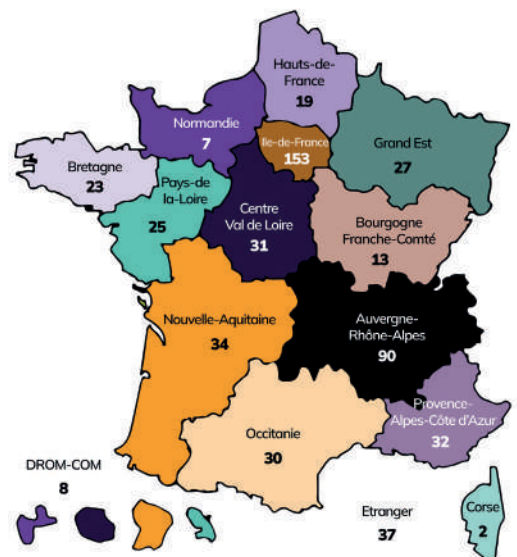 Hauts-de-
France
19
Normandie
7
Ile-de-France
153
Grand Est
27
Bretagne
23
Pays-de
la-Loire
25
Centre
Val de Loire
31
Bourgogne
Franche-Comté
13
Nouvelle-Aquitaine
34
Auvergne-
Rhône-Alpes
90
Provence-
Alpes-Côte d'Azur
32
Occitanie
30
DROM-COM
8
Etranger
37
Corse
2